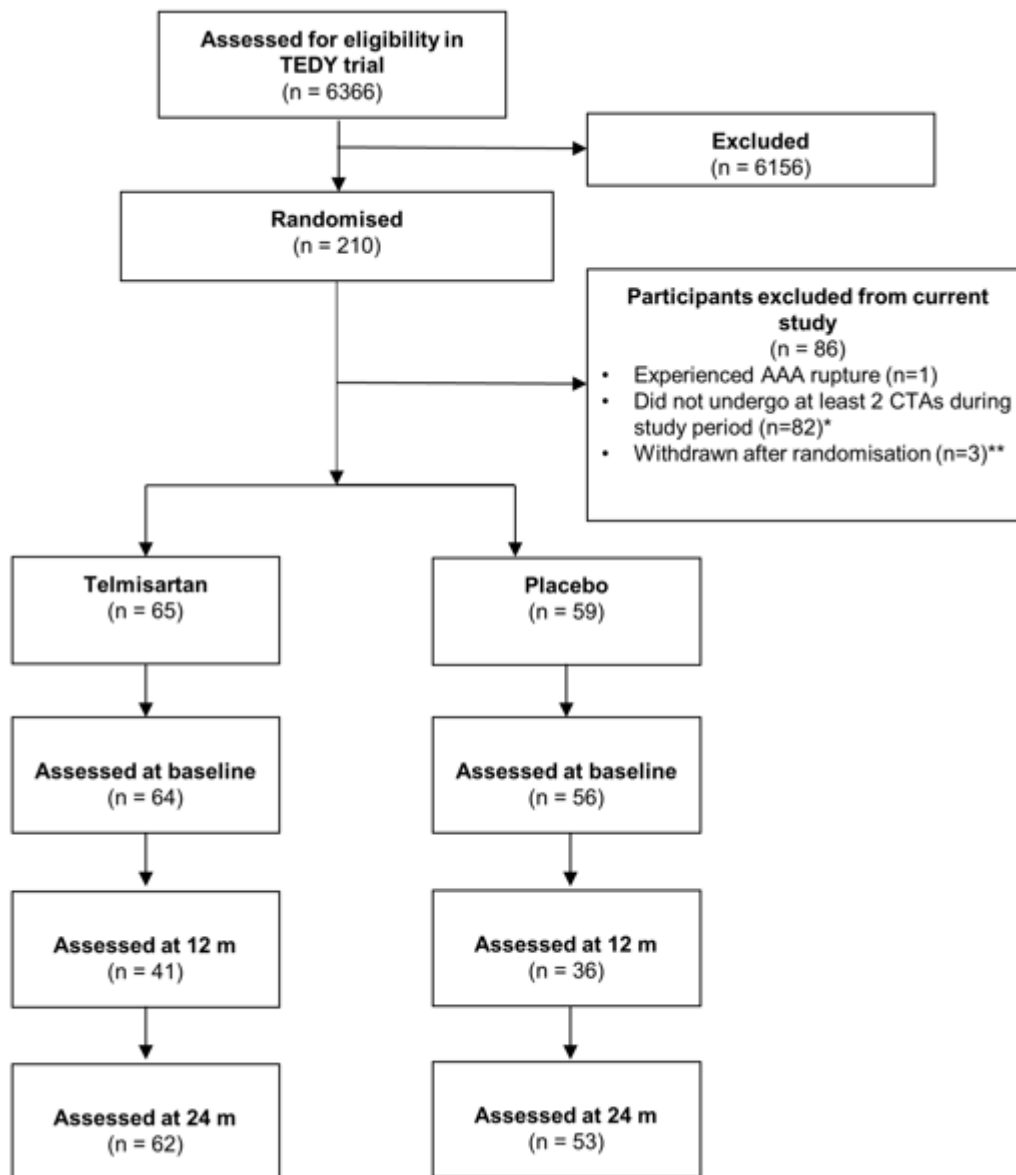 Assessed for eligibility in
TEDY trial
(n = 6366)
Excluded
(n = 6156)
Randomised
(n = 210)
Participants excluded from current
study
(n = 86)
• Experienced AAA rupture (n=1)
• Did not undergo at least 2 CTAs during
study period (n=82)*
• Withdrawn after randomisation (n=3)**
Telmisartan
(n = 65)
Placebo
(n = 59)
Assessed at baseline
(n = 64)
Assessed at baseline
(n = 56)
Assessed at 12 m
(n = 41)
Assessed at 12 m
(n = 36)
Assessed at 24 m
(n = 62)
Assessed at 24 m
(n = 53)